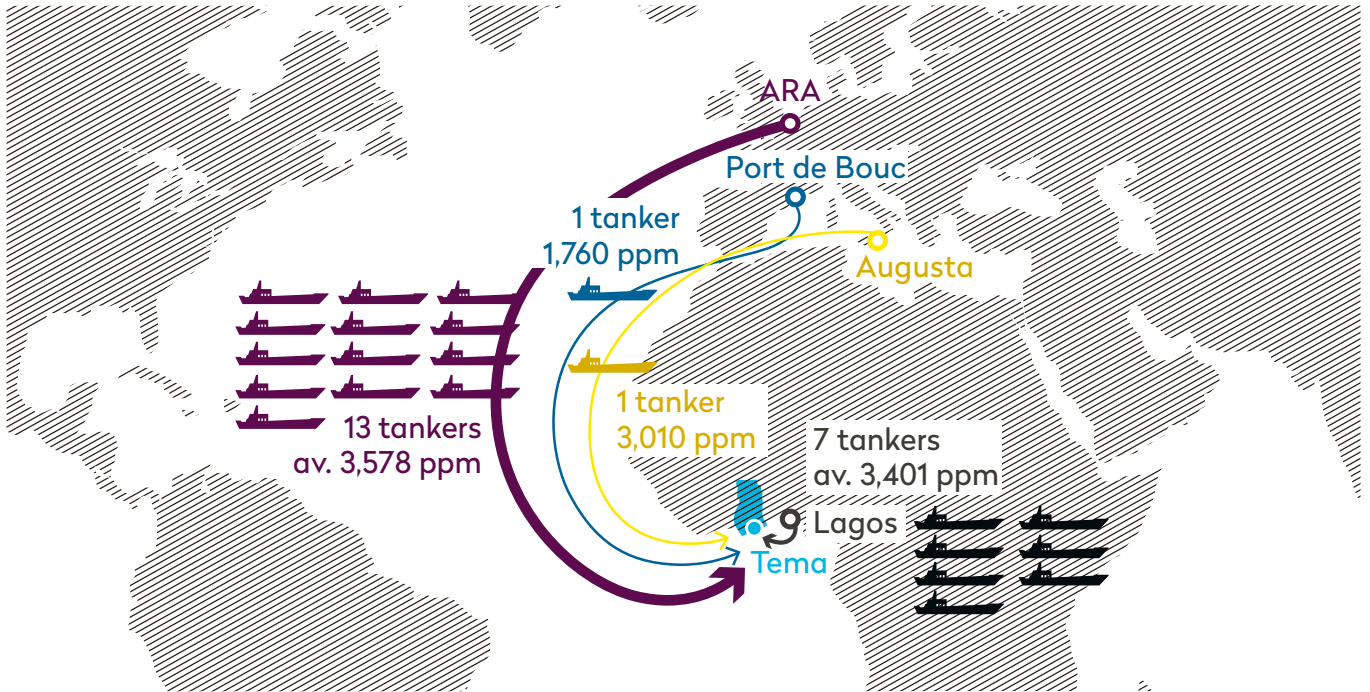 ARA
Port de Bouc
1 tanker
1,760 ppm
Augusta
1 tanker
3,010 ppm
13 tankers
av. 3,578 ppm
7 tankers
av. 3,401 ppm
Lagos
Tema